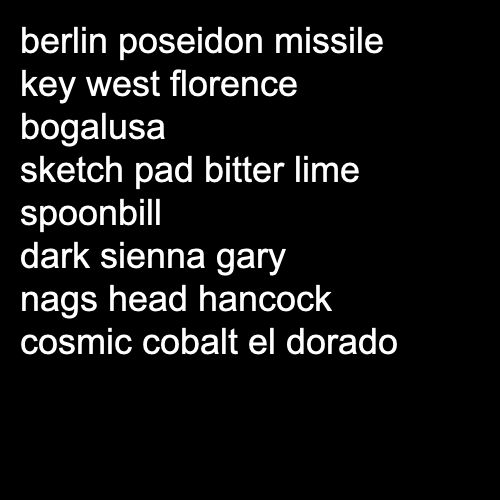 berlin poseidon missile
key west florence
bogalusa
sketch pad bitter lime
spoonbill
dark sienna gary
nags head hancock
cosmic cobalt el dorado